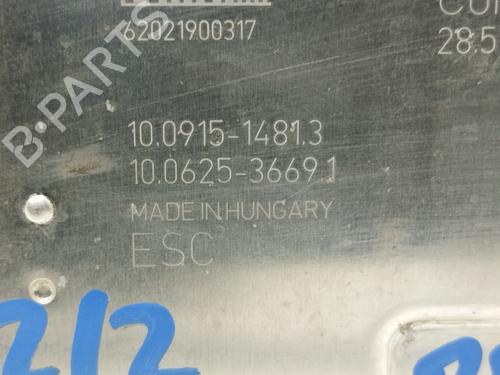 62021900317
28.5
10.0915-1481.3
10.0625-3669.1
MADE IN HUNGARY
ESC
212
B-PARTS